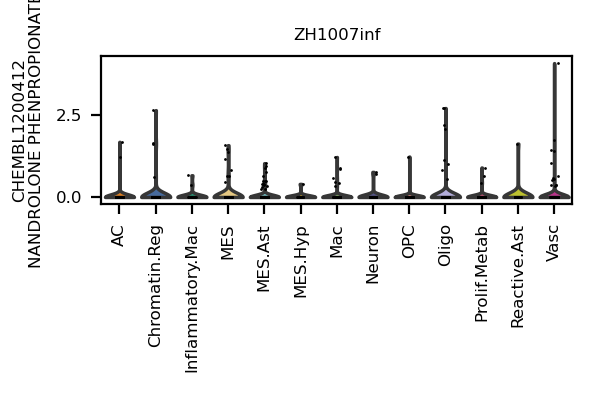 ZH1007inf
CHEMBL1200412
NANDROLONE PHENPROPIONATE
2.5
0.0
AC
Chromatin.Reg
Inflammatory.Mac
MES
MES.Ast
MES.Hyp
Mac
Neuron
OPC
Oligo
Prolif.Metab
Reactive.Ast
Vasc